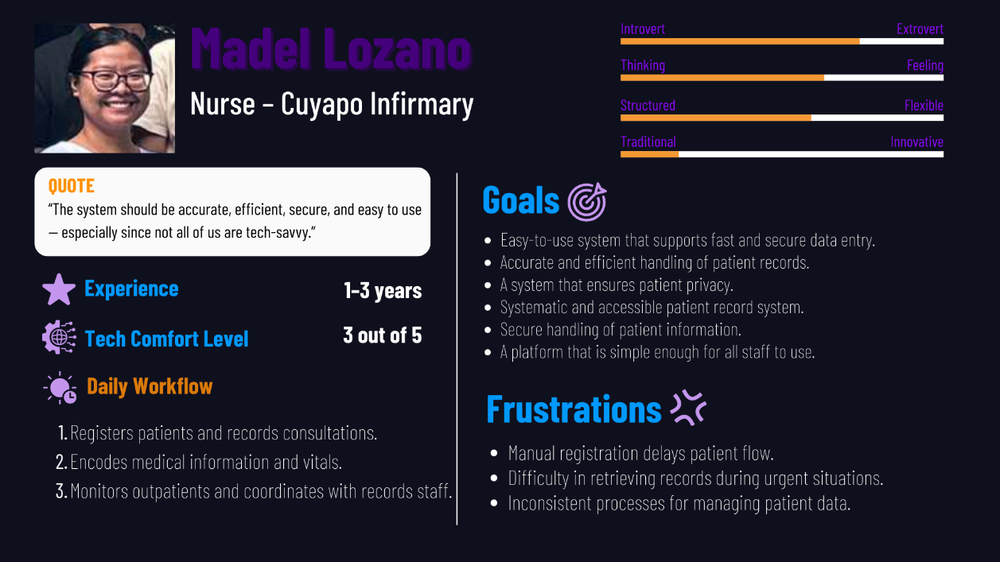 Madel Lozano
Nurse – Cuyapo Infirmary
Introvert Extrovert
Thinking Feeling
Structured Flexible
Traditional Innovative
QUOTE
"The system should be accurate, efficient, secure, and easy to use
— especially since not all of us are tech-savvy."
Experience 1–3 years
Tech Comfort Level 3 out of 5
Daily Workflow
1. Registers patients and records consultations.
2. Encodes medical information and vitals.
3. Monitors outpatients and coordinates with records staff.
Goals
• Easy-to-use system that supports fast and secure data entry.
• Accurate and efficient handling of patient records.
• A system that ensures patient privacy.
• Systematic and accessible patient record system.
• Secure handling of patient information.
• A platform that is simple enough for all staff to use.
Frustrations
• Manual registration delays patient flow.
• Difficulty in retrieving records during urgent situations.
• Inconsistent processes for managing patient data.